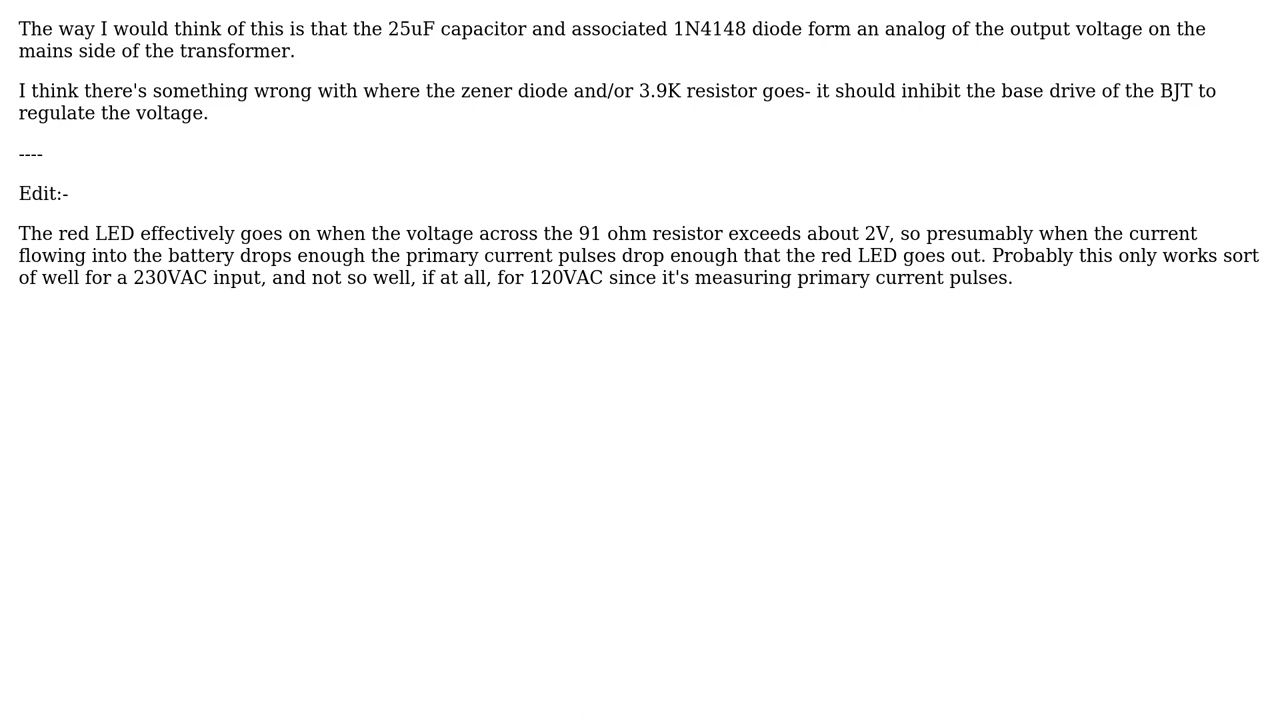 The way I would think of this is that the 25uF capacitor and associated 1N4148 diode form an analog of the output voltage on the
mains side of the transformer.
I think there's something wrong with where the zener diode and/or 3.9K resistor goes- it should inhibit the base drive of the BJT to
regulate the voltage.
----
Edit:-
The red LED effectively goes on when the voltage across the 91 ohm resistor exceeds about 2V, so presumably when the current
flowing into the battery drops enough the primary current pulses drop enough that the red LED goes out. Probably this only works sort
of well for a 230VAC input, and not so well, if at all, for 120VAC since it's measuring primary current pulses.